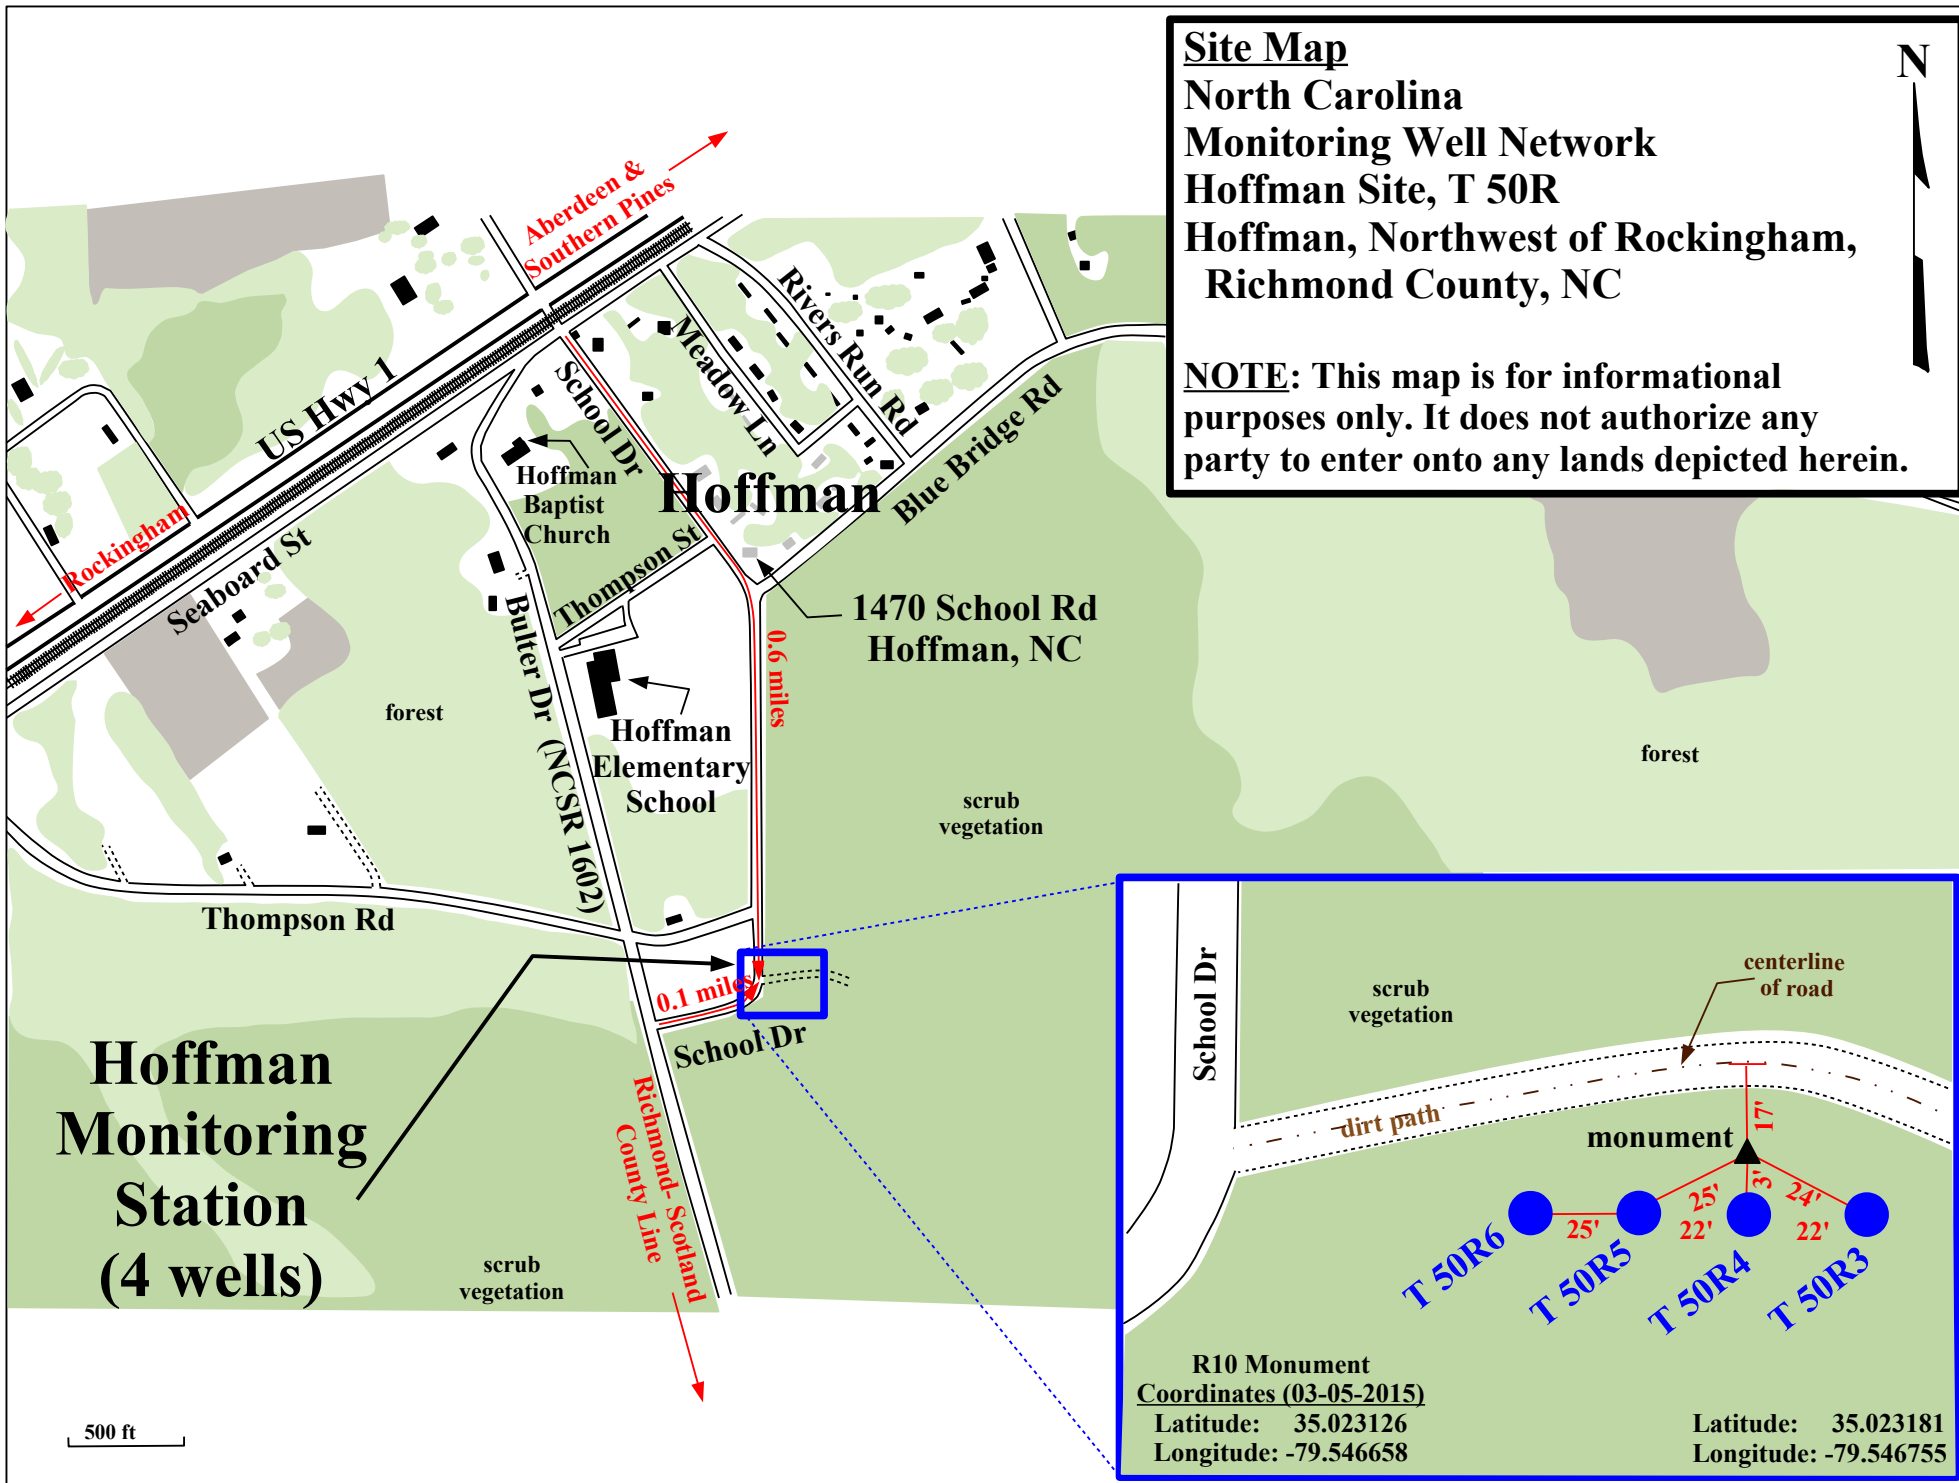 Site Map
North Carolina
Monitoring Well Network
Hoffman Site, T 50R
Hoffman, Northwest of Rockingham,
Richmond County, NC
NOTE: This map is for informational
purposes only. It does not authorize any
party to enter onto any lands depicted herein.
N
Aberdeen &
Southern Pines
US Hwy 1
Rockingham
Seaboard St
School Dr
Meadow Ln
Rivers Run Rd
Blue Bridge Rd
Hoffman
Baptist
Church
Hoffman
Thompson St
1470 School Rd
Hoffman, NC
0.6 miles
Bulter Dr (NCSR 1602)
forest
Hoffman
Elementary
School
scrub
vegetation
forest
Thompson Rd
0.1 miles
School Dr
Hoffman
Monitoring
Station
(4 wells)
Richmond- Scotland
County Line
scrub
vegetation
500 ft
School Dr
scrub
vegetation
centerline
of road
dirt path
monument
17'
25'
3'
24'
25'
22'
22'
T 50R6
T 50R5
T 50R4
T 50R3
R10 Monument
Coordinates (03-05-2015)
Latitude: 35.023126
Longitude: -79.546658
Latitude: 35.023181
Longitude: -79.546755